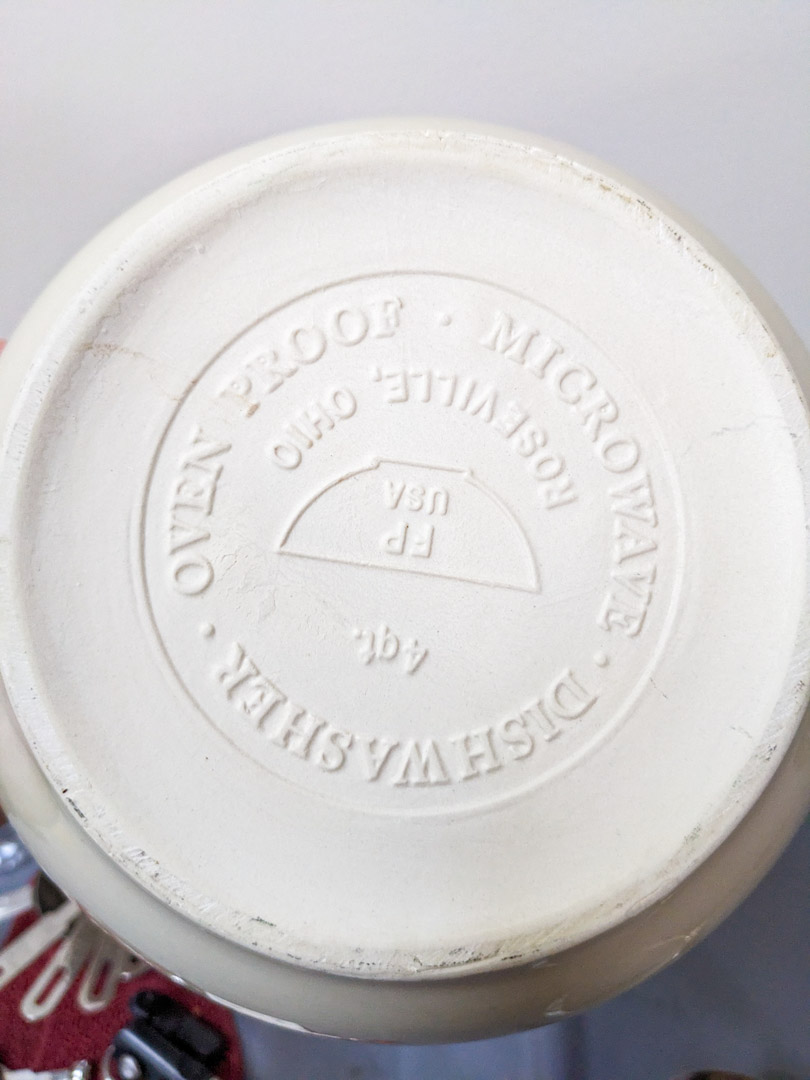 OVEN PROOF · MICROWAVE · DISHWASHER ·
4 qt.
FP
USA
ROSEVILLE, OHIO